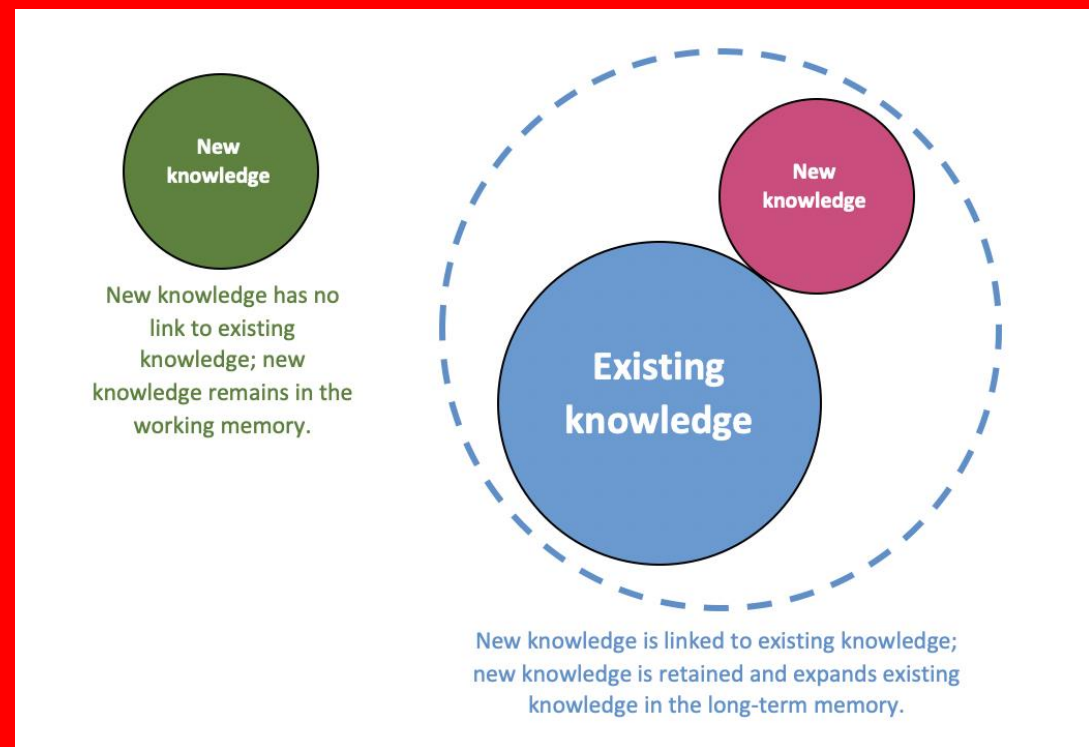 New
knowledge
New knowledge has no
link to existing
knowledge; new
knowledge remains in the
working memory.
New
knowledge
Existing
knowledge
New knowledge is linked to existing knowledge;
new knowledge is retained and expands existing
knowledge in the long-term memory.